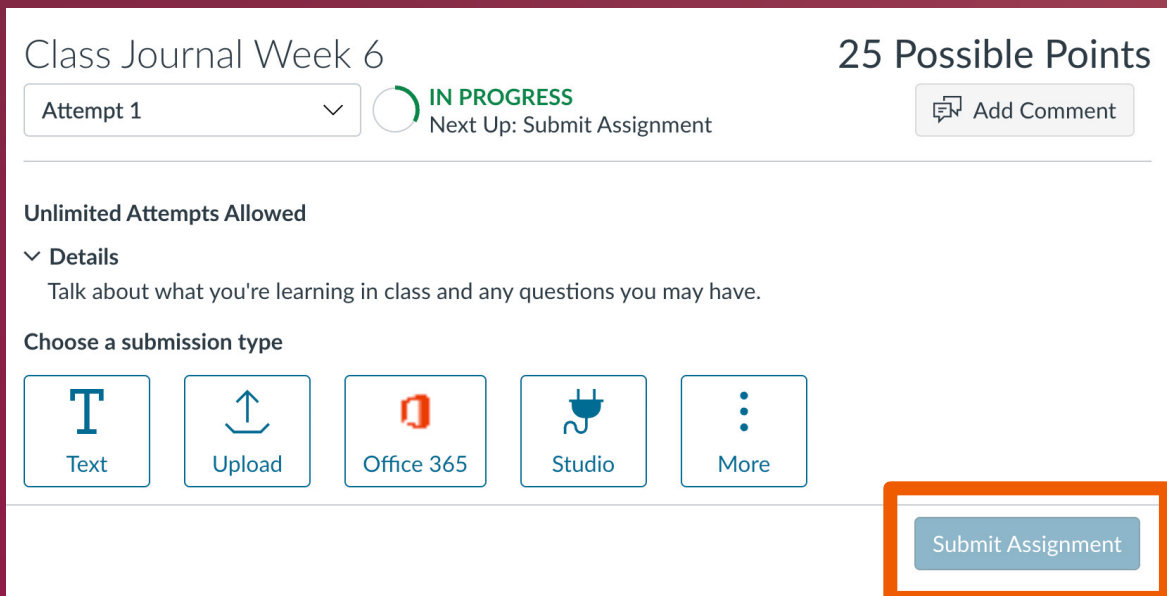 Class Journal Week 6
25 Possible Points
Attempt 1
IN PROGRESS
Next Up: Submit Assignment
Add Comment
Unlimited Attempts Allowed
Details
Talk about what you're learning in class and any questions you may have.
Choose a submission type
Text
Upload
Office 365
Studio
More
Submit Assignment